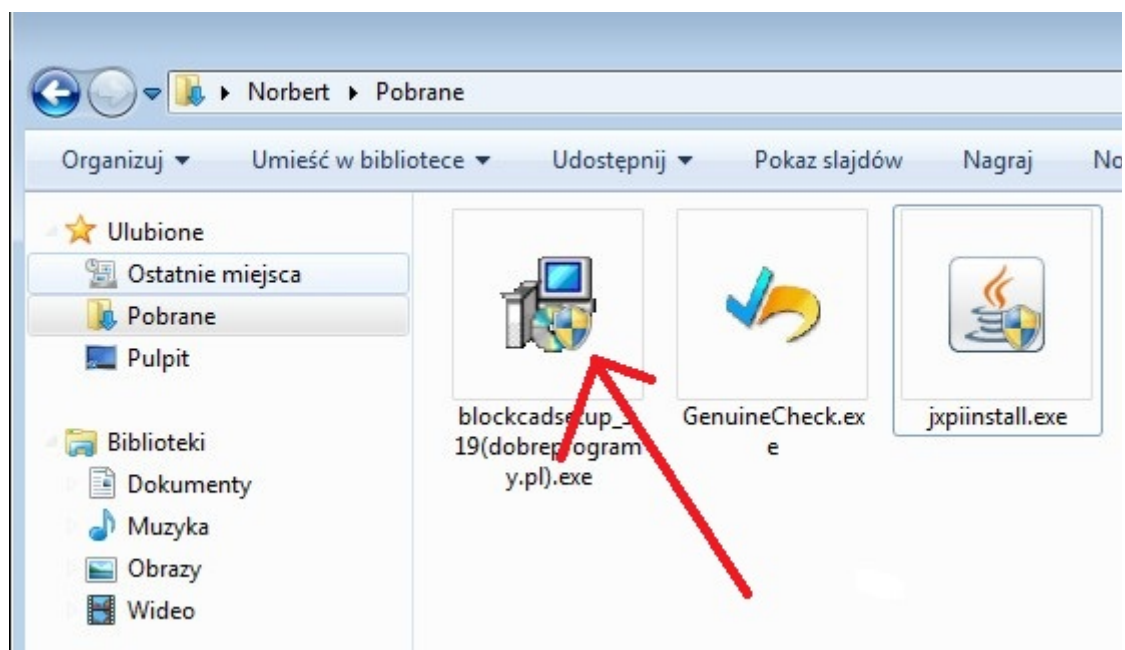 Norbert Pobrane
Organizuj Umieść w bibliotece Udostępnij Pokaz slajdów Nagraj No
Ulubione
Ostatnie miejsca
Pobrane
Pulpit
Biblioteki
Dokumenty
Muzyka
Obrazy
Wideo
blockcadsetup_
19(dobreprogram
y.pl).exe
GenuineCheck.ex
e
jxpiinstall.exe